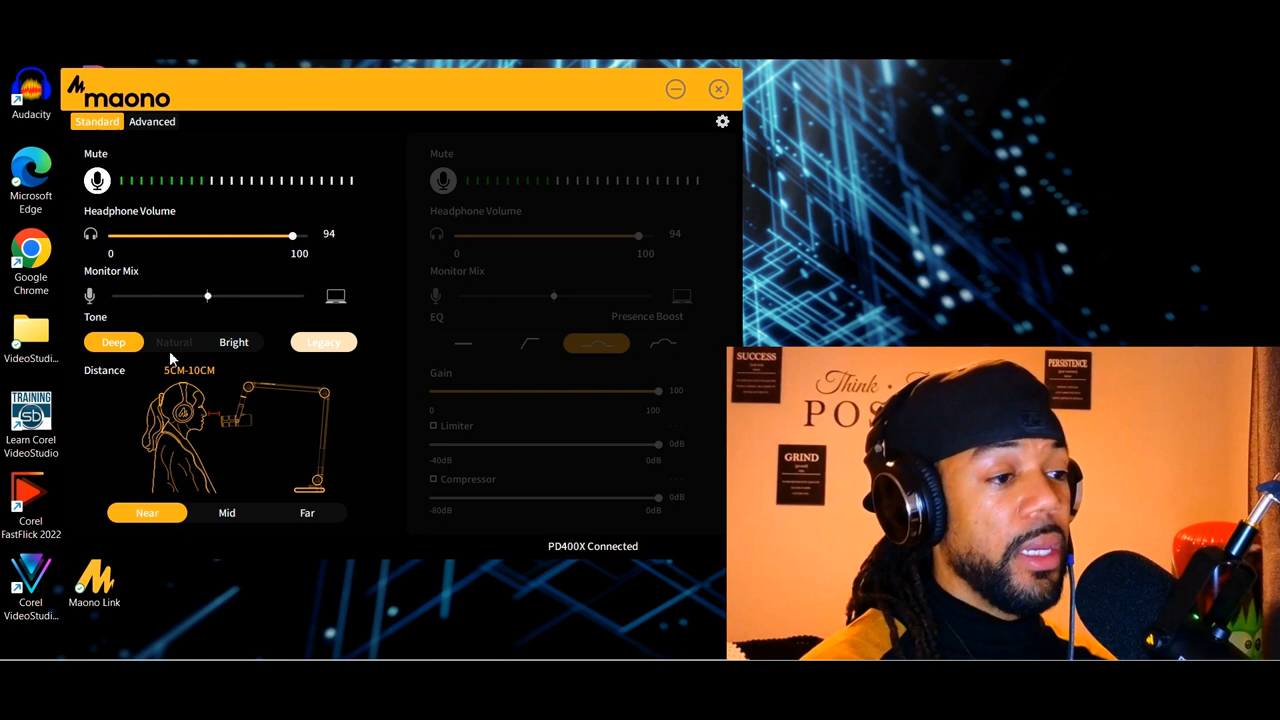 maono
Standard
Advanced
Mute
Headphone Volume
94
0
100
Monitor Mix
Tone
Deep
Natural
Bright
Legacy
Distance
5CM-10CM
Near
Mid
Far
Mute
Headphone Volume
94
0
100
Monitor Mix
EQ
Presence Boost
Gain
100
0
100
Limiter
0dB
-40dB
0dB
Compressor
0dB
-80dB
0dB
PD400X Connected
Audacity
Microsoft
Edge
Google
Chrome
VideoStudi...
TRAINING
sb
Learn Corel
VideoStudio
Corel
FastFlick 2022
Corel
VideoStudi...
Maono Link
SUCCESS
PERSISTENCE
Think
POS
GRIND